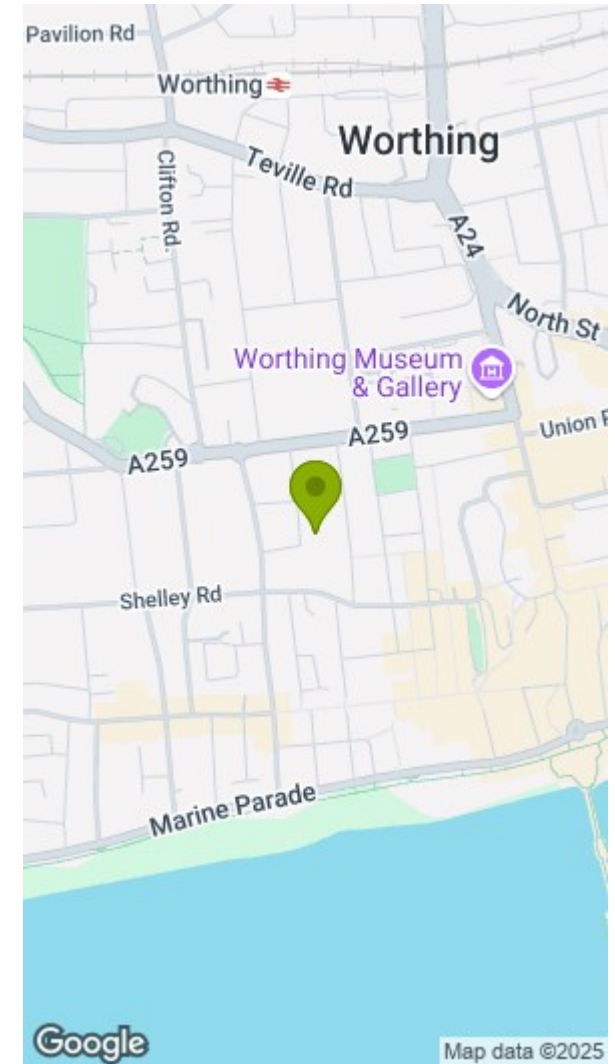 Pavilion Rd
Worthing
Worthing
Teville Rd
Clifton Rd.
A24
North St
Worthing Museum
& Gallery
A259
Union
A259
Shelley Rd
Marine Parade
Google
Map data ©2025